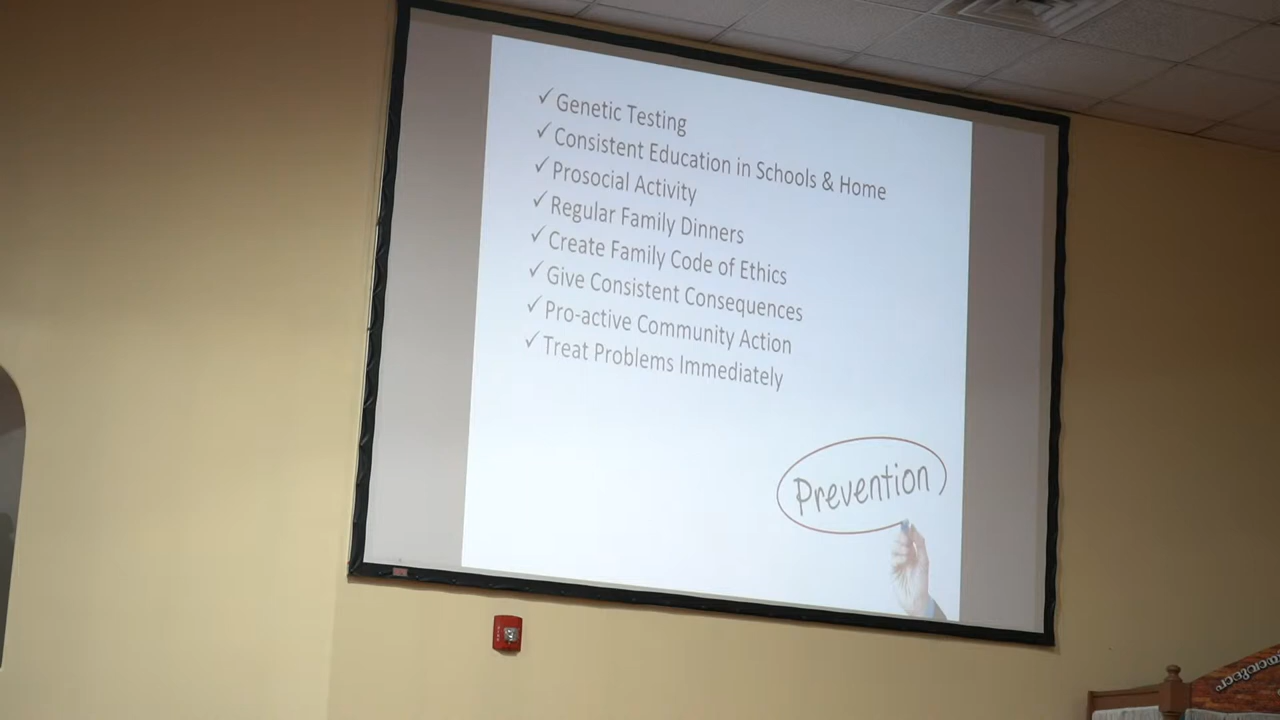 ✓Genetic Testing
✓Consistent Education in Schools & Home
✓Prosocial Activity
✓Regular Family Dinners
✓Create Family Code of Ethics
✓Give Consistent Consequences
✓Pro-active Community Action
✓Treat Problems Immediately
Prevention